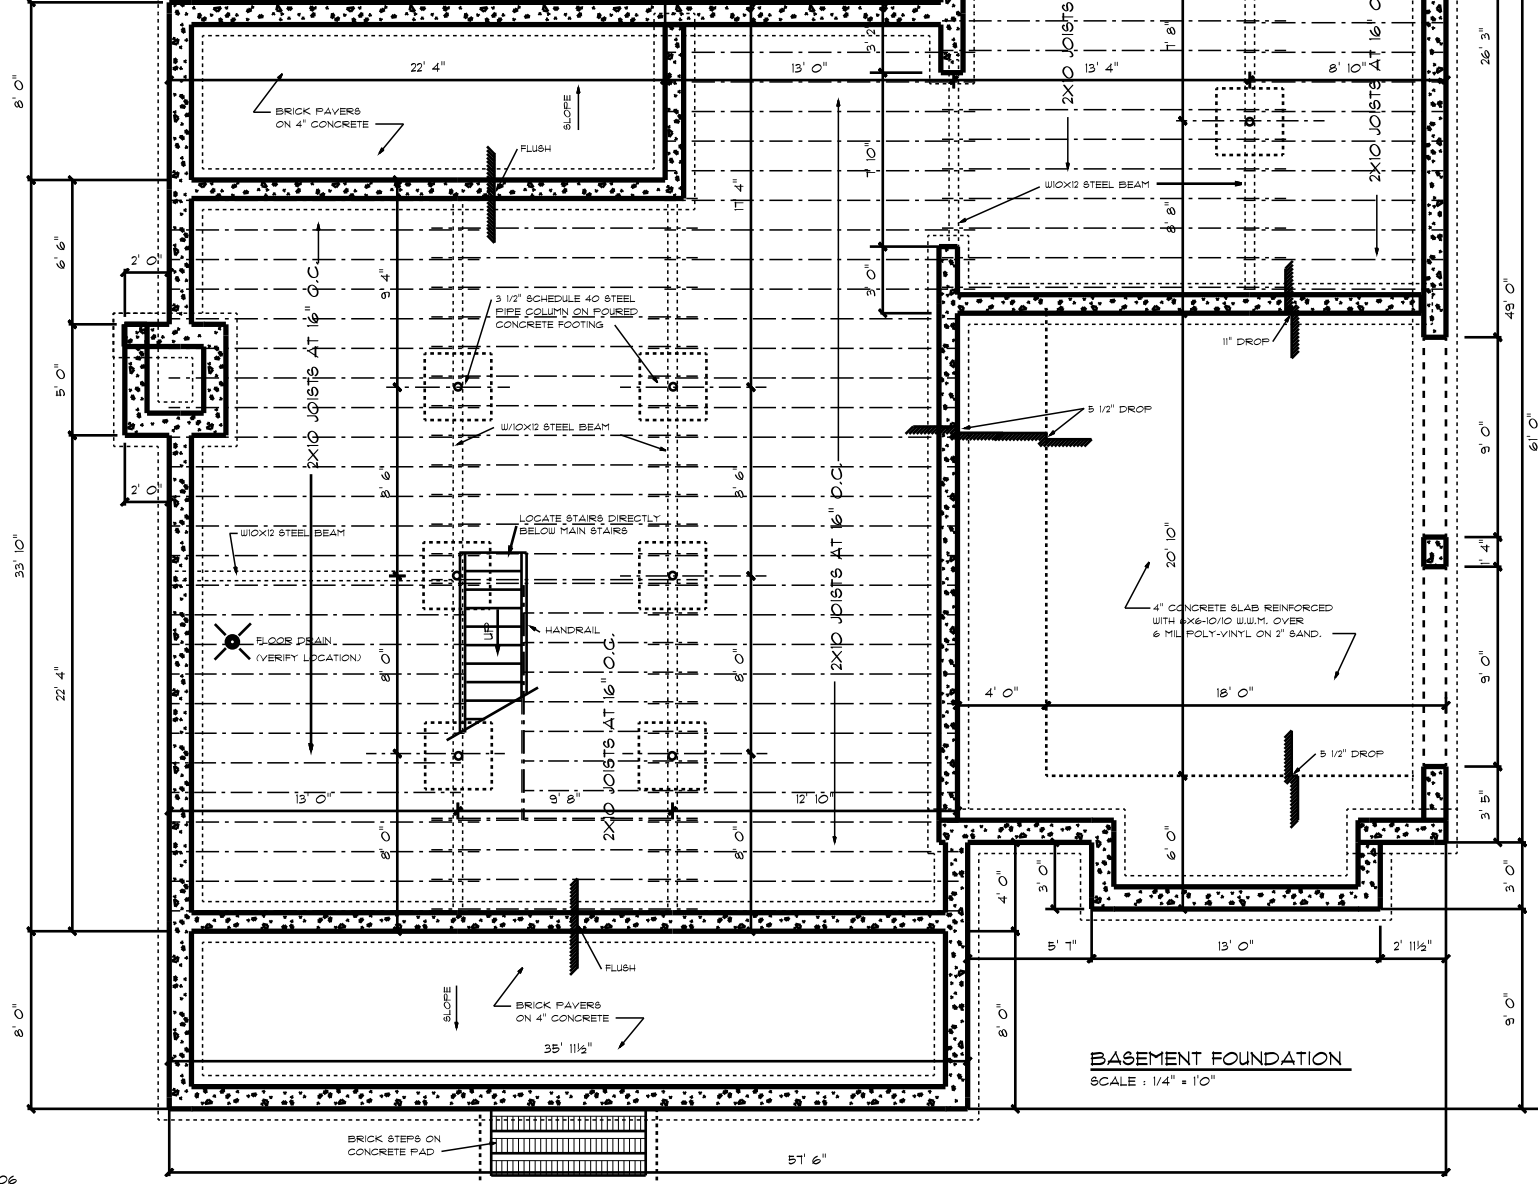 8' 0"
22' 4"
13' 0"
3' 2"
2X10 JOISTS
7' 8"
13' 4"
8' 10"
2X10 JOISTS AT 16" O
26' 3"
BRICK PAVERS
ON 4" CONCRETE
SLOPE
FLUSH
7' 10"
17' 4"
W10X12 STEEL BEAM
8' 8"
6' 6"
2' 0"
9' 4"
2X10 JOISTS AT 16" O.C.
3 1/2" SCHEDULE 40 STEEL
PIPE COLUMN ON POURED
CONCRETE FOOTING
3' 0"
11" DROP
49' 0"
5' 0"
5 1/2" DROP
W10X12 STEEL BEAM
9' 0"
61' 0"
2' 0"
8' 6"
8' 6"
LOCATE STAIRS DIRECTLY
BELOW MAIN STAIRS
W10X12 STEEL BEAM
33' 10"
2X10 JOISTS AT 16" O.C.
20' 10"
1' 4"
4" CONCRETE SLAB REINFORCED
WITH 6X6-10/10 W.W.M. OVER
6 MIL POLY-VINYL ON 2" SAND.
FLOOR DRAIN
(VERIFY LOCATION)
UP
HANDRAIL
22' 4"
8' 0"
8' 0"
9' 0"
4' 0"
18' 0"
2X10 JOISTS AT 16" O.C.
5 1/2" DROP
13' 0"
9' 8"
12' 10"
3' 5"
8' 0"
8' 0"
6' 0"
4' 0"
3' 0"
3' 0"
5' 7"
13' 0"
2' 11½"
FLUSH
SLOPE
BRICK PAVERS
ON 4" CONCRETE
8' 0"
8' 0"
9' 0"
35' 11½"
BASEMENT FOUNDATION
SCALE : 1/4" = 1'0"
BRICK STEPS ON
CONCRETE PAD
57' 6"
06